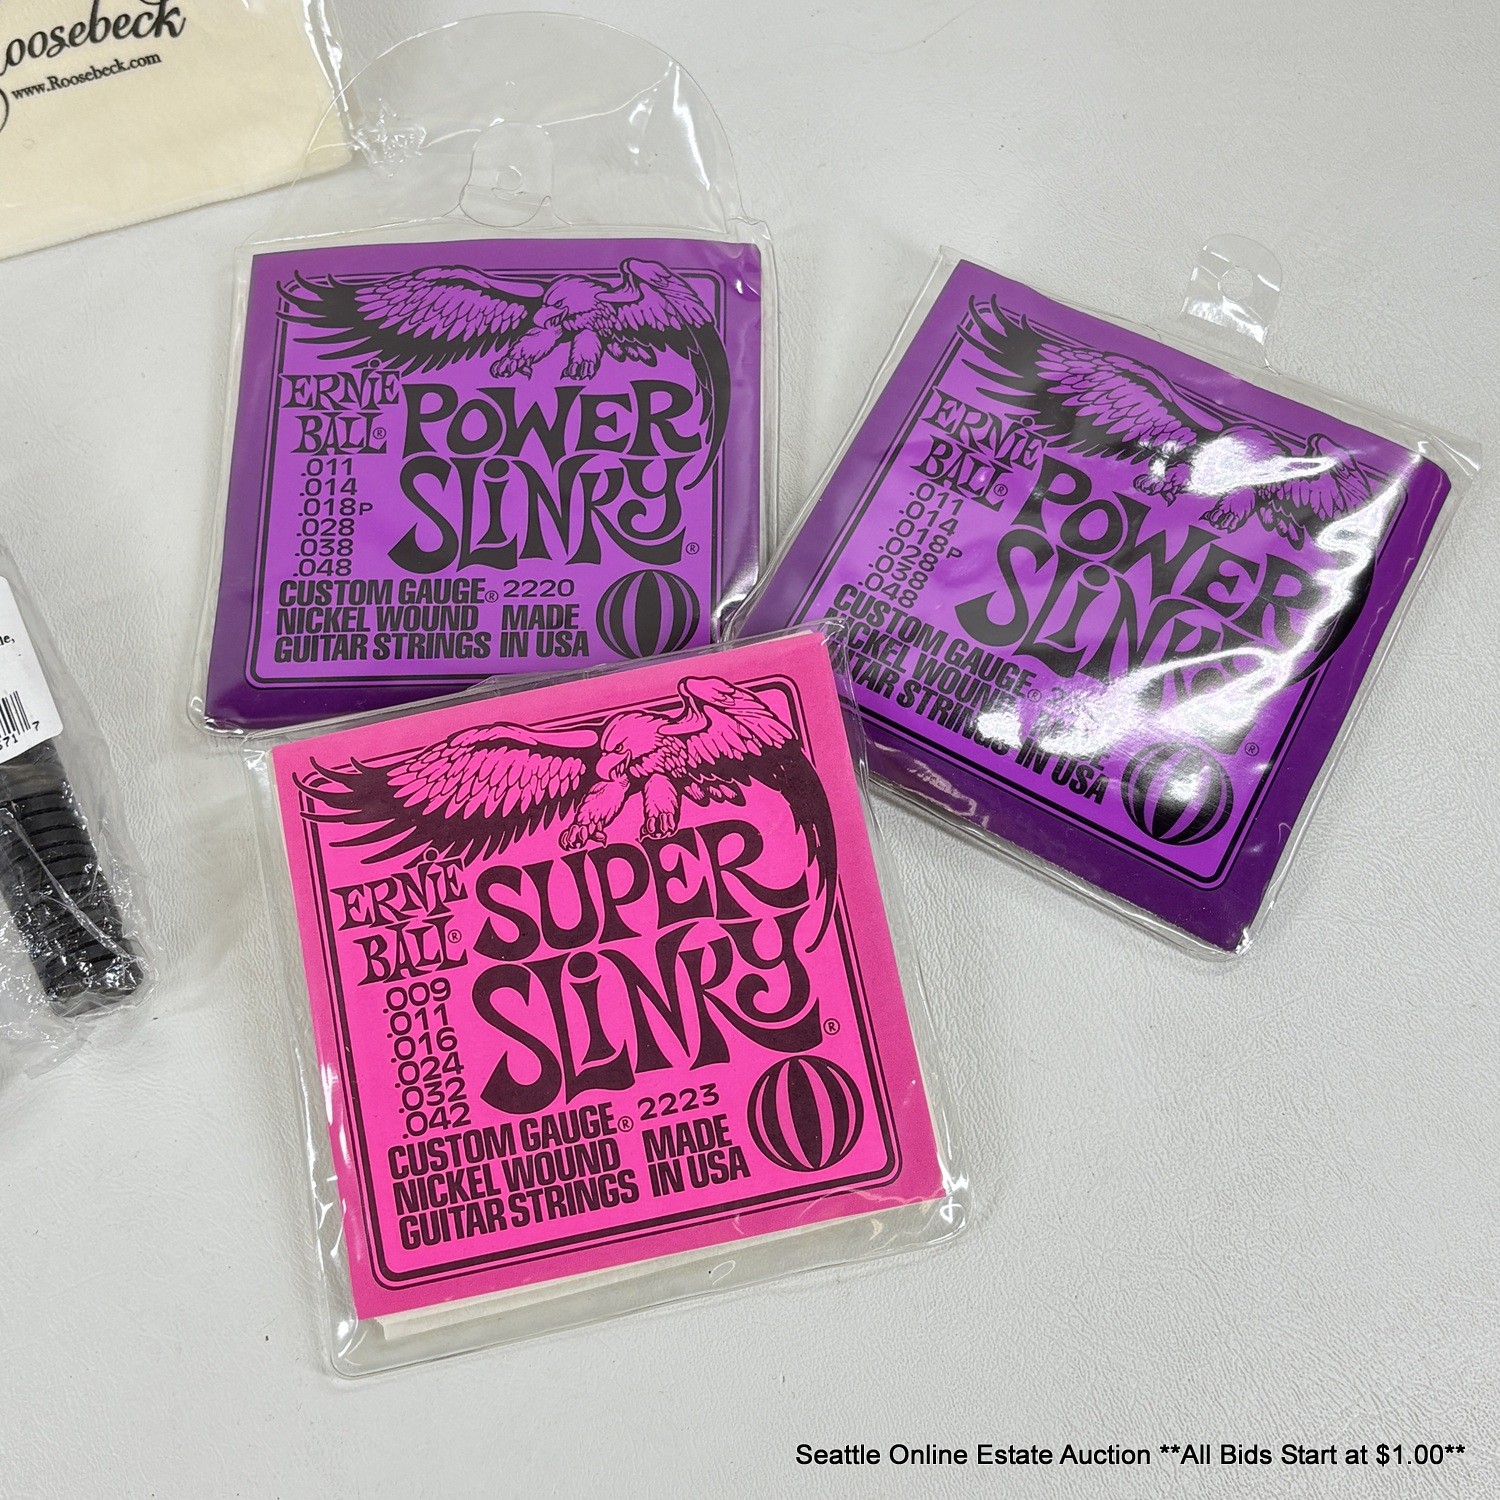 oosebeck
www.Roosebeck.com
ERNiE
BALL®
POWER
SLiNKY®
.011
.014
.018P
.028
.038
.048
CUSTOM GAUGE® 2220
NICKEL WOUND MADE
GUITAR STRINGS IN USA
ERNiE
BALL®
POWER
SLiNKY®
.011
.014
.018P
.028
.038
.048
CUSTOM GAUGE®
NICKEL WOUND
GUITAR STRINGS IN USA
ERNiE
BALL®
SUPER
SLiNKY®
.009
.011
.016
.024
.032
.042
CUSTOM GAUGE® 2223
NICKEL WOUND MADE
GUITAR STRINGS IN USA
71 7
Seattle Online Estate Auction **All Bids Start at $1.00**